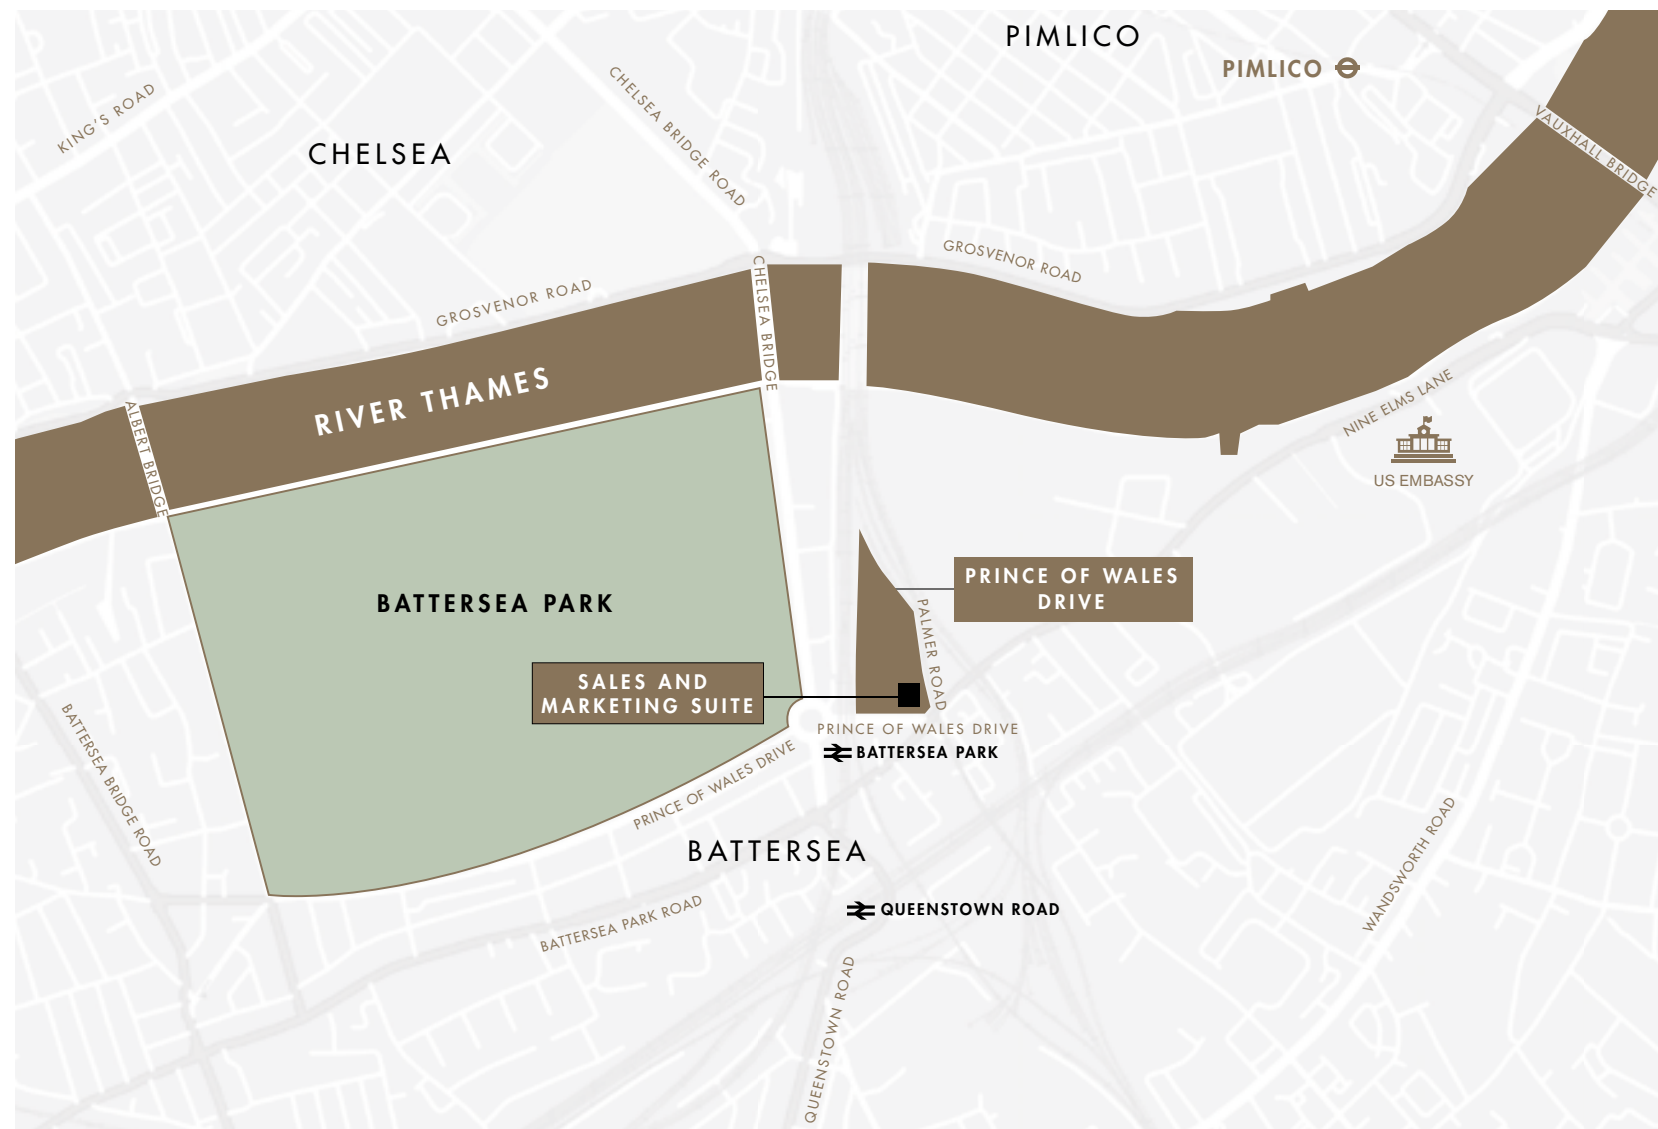 PIMLICO
PIMLICO
KING'S ROAD
CHELSEA BRIDGE ROAD
CHELSEA
VAUXHALL BRIDGE
GROSVENOR ROAD
GROSVENOR ROAD
CHELSEA BRIDGE
RIVER THAMES
ALBERT BRIDGE
NINE ELMS LANE
US EMBASSY
PRINCE OF WALES
DRIVE
BATTERSEA PARK
PALMER ROAD
SALES AND
MARKETING SUITE
PRINCE OF WALES DRIVE
BATTERSEA PARK
PRINCE OF WALES DRIVE
BATTERSEA BRIDGE ROAD
BATTERSEA
WANDSWORTH ROAD
QUEENSTOWN ROAD
BATTERSEA PARK ROAD
QUEENSTOWN ROAD